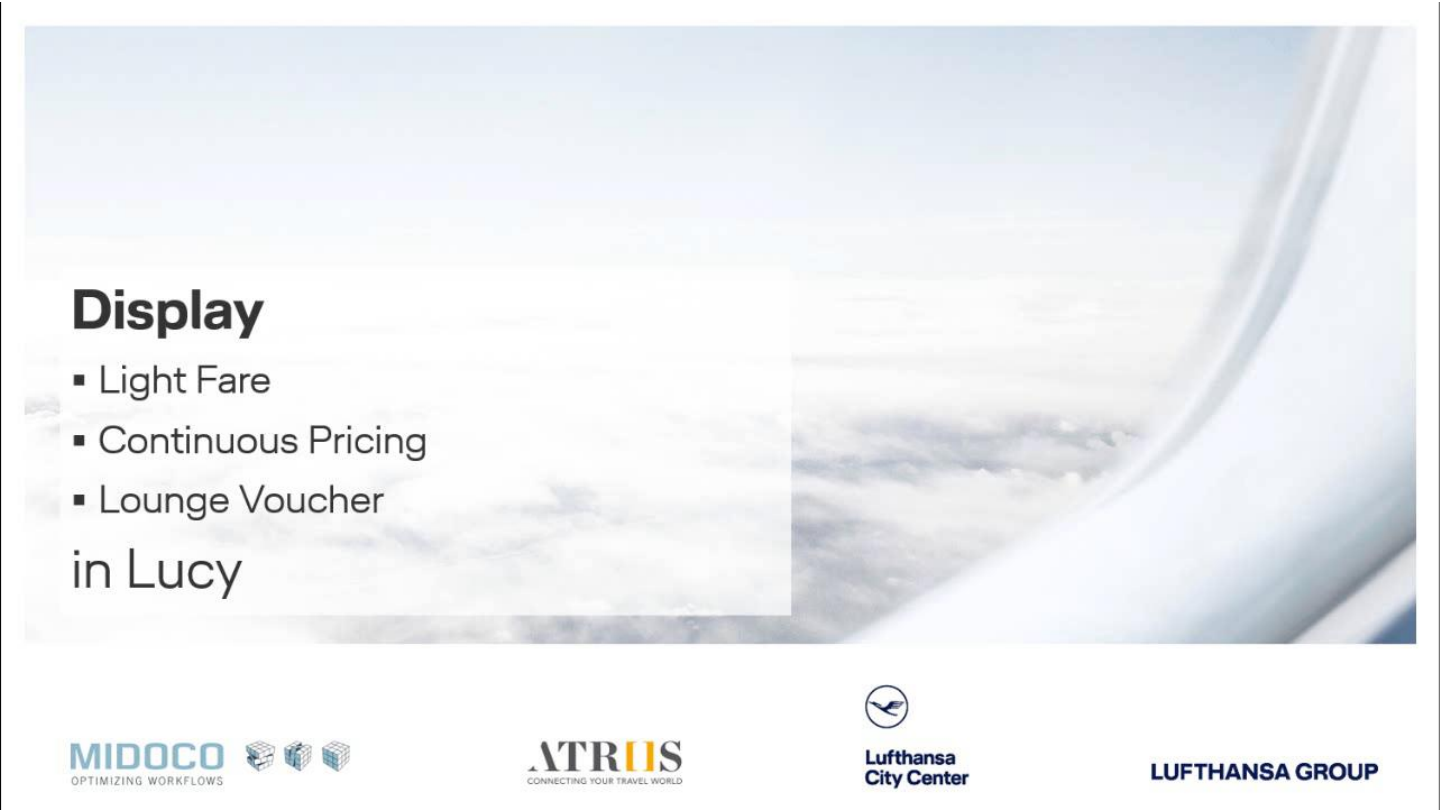 Display
▪ Light Fare
▪ Continuous Pricing
▪ Lounge Voucher
in Lucy
MIDOCO
OPTIMIZING WORKFLOWS
ATRIIS
CONNECTING YOUR TRAVEL WORLD
Lufthansa
City Center
LUFTHANSA GROUP